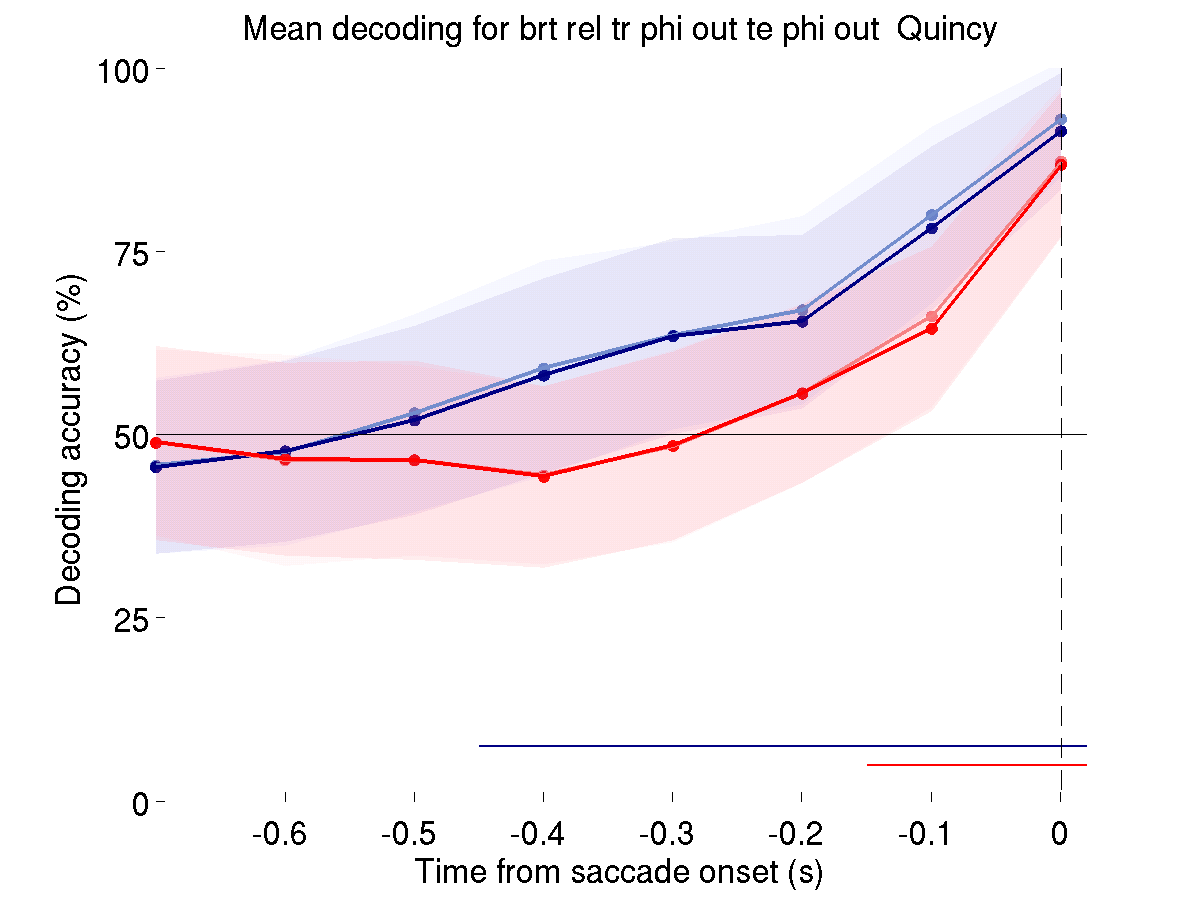 Mean decoding for brt rel tr phi out te phi out  Quincy
100
75
50
25
0
Decoding accuracy (%)
-0.6 -0.5 -0.4 -0.3 -0.2 -0.1 0
Time from saccade onset (s)